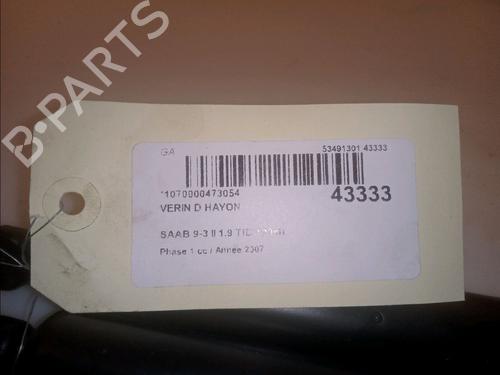 B-PARTS
GA 53491301 43333
*1070000473054 43333
VERIN D HAYON
SAAB 9-3 II 1.9 TID
Phase 1 cc / Annee 2007